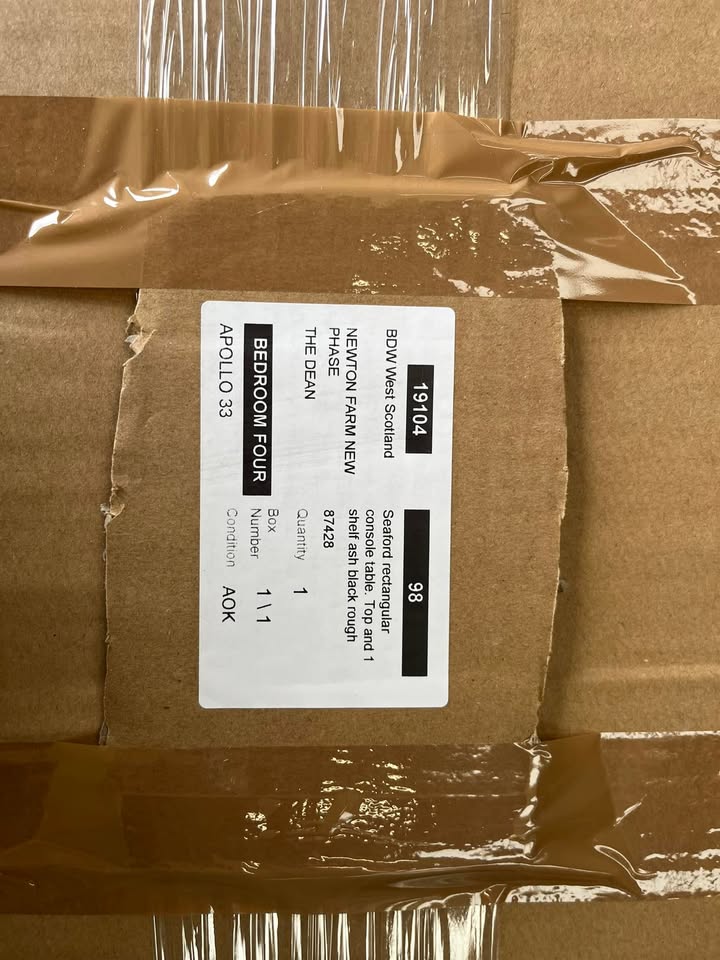 19104
BDW West Scotland
NEWTON FARM NEW
PHASE
THE DEAN
BEDROOM FOUR
APOLLO 33
98
Seaford rectangular
console table. Top and 1
shelf ash black rough
87428
Quantity 1
Box
Number 1 \ 1
Condition AOK